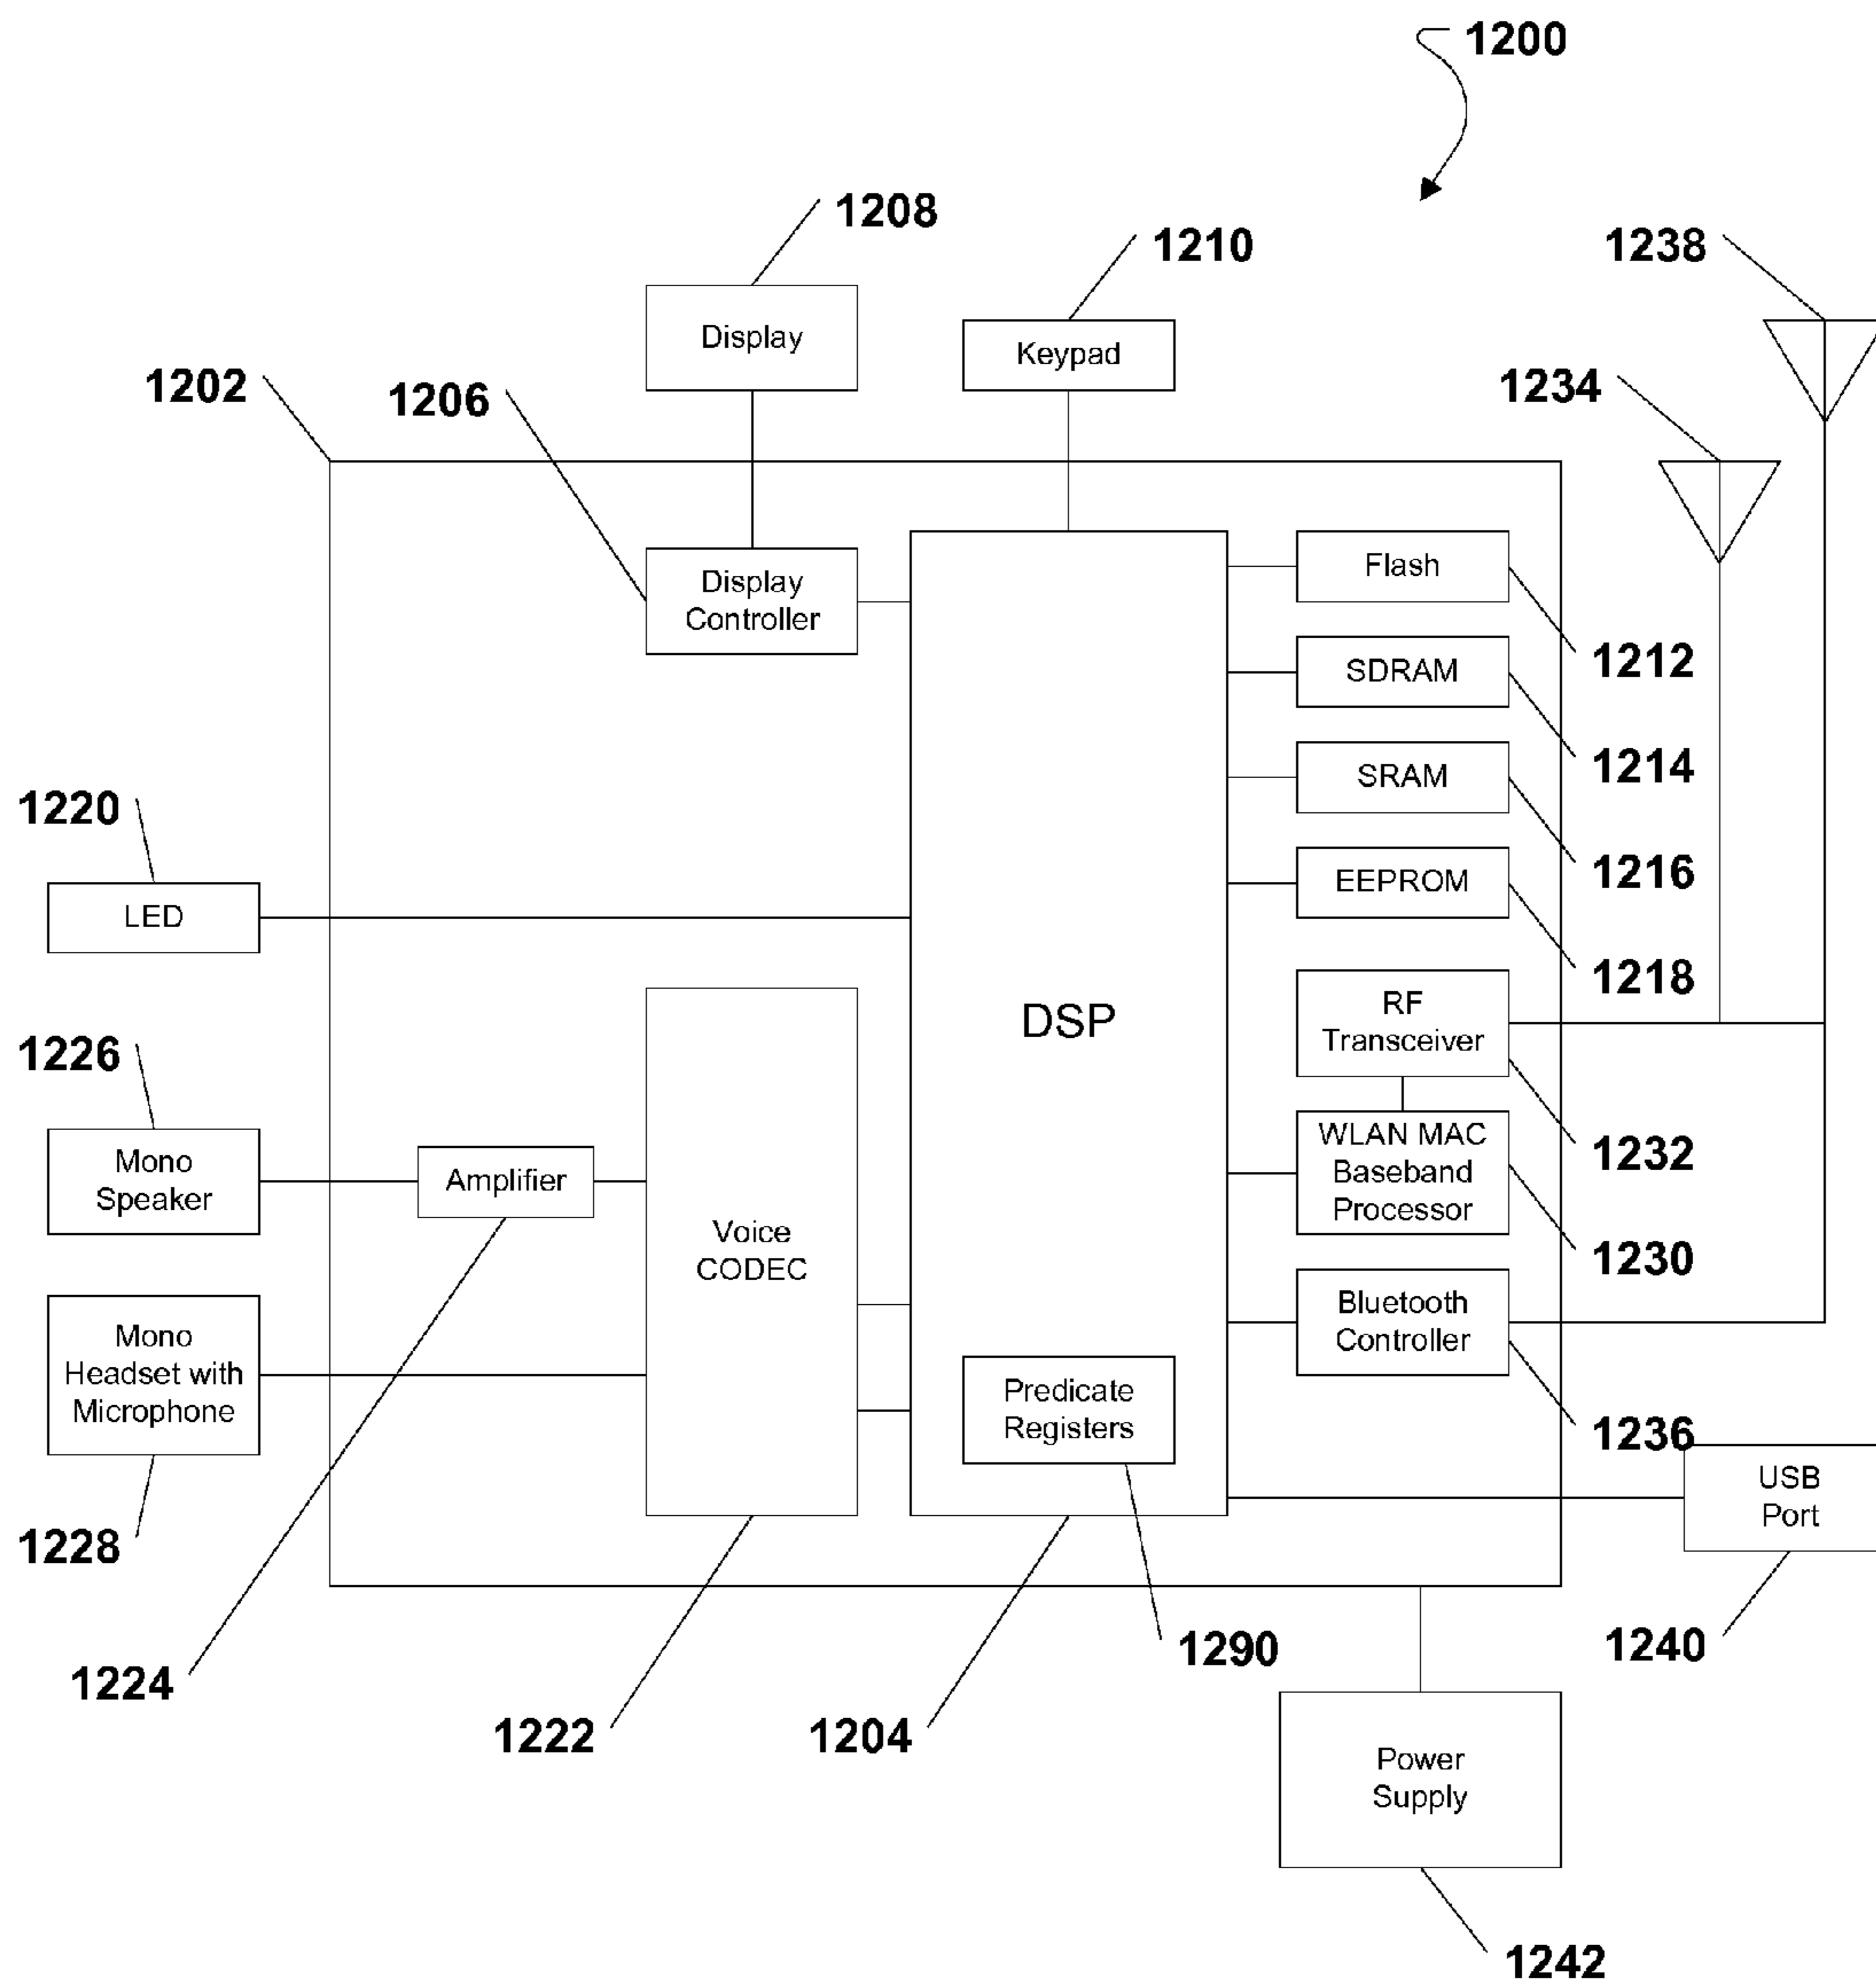 1200
1208
1210
1238
Display
Keypad
1202
1206
1234
Display
Controller
Flash
1212
SDRAM
1214
SRAM
1216
EEPROM
1218
1220
LED
DSP
RF
Transceiver
1232
1226
Mono
Speaker
Amplifier
WLAN MAC
Baseband
Processor
1230
Voice
CODEC
Mono
Headset with
Microphone
1228
Bluetooth
Controller
1236
Predicate
Registers
USB
Port
1240
1290
1224
1222
1204
Power
Supply
1242